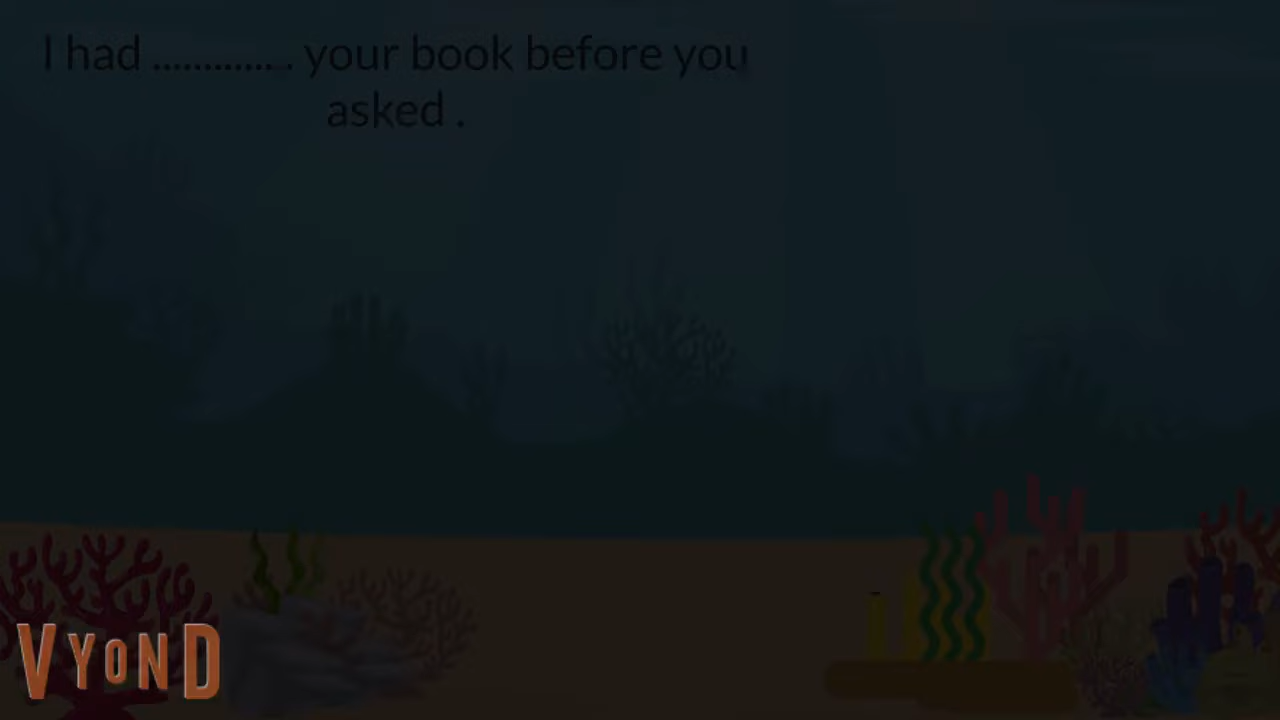 I had ............. . your book before you
asked .
VYOND